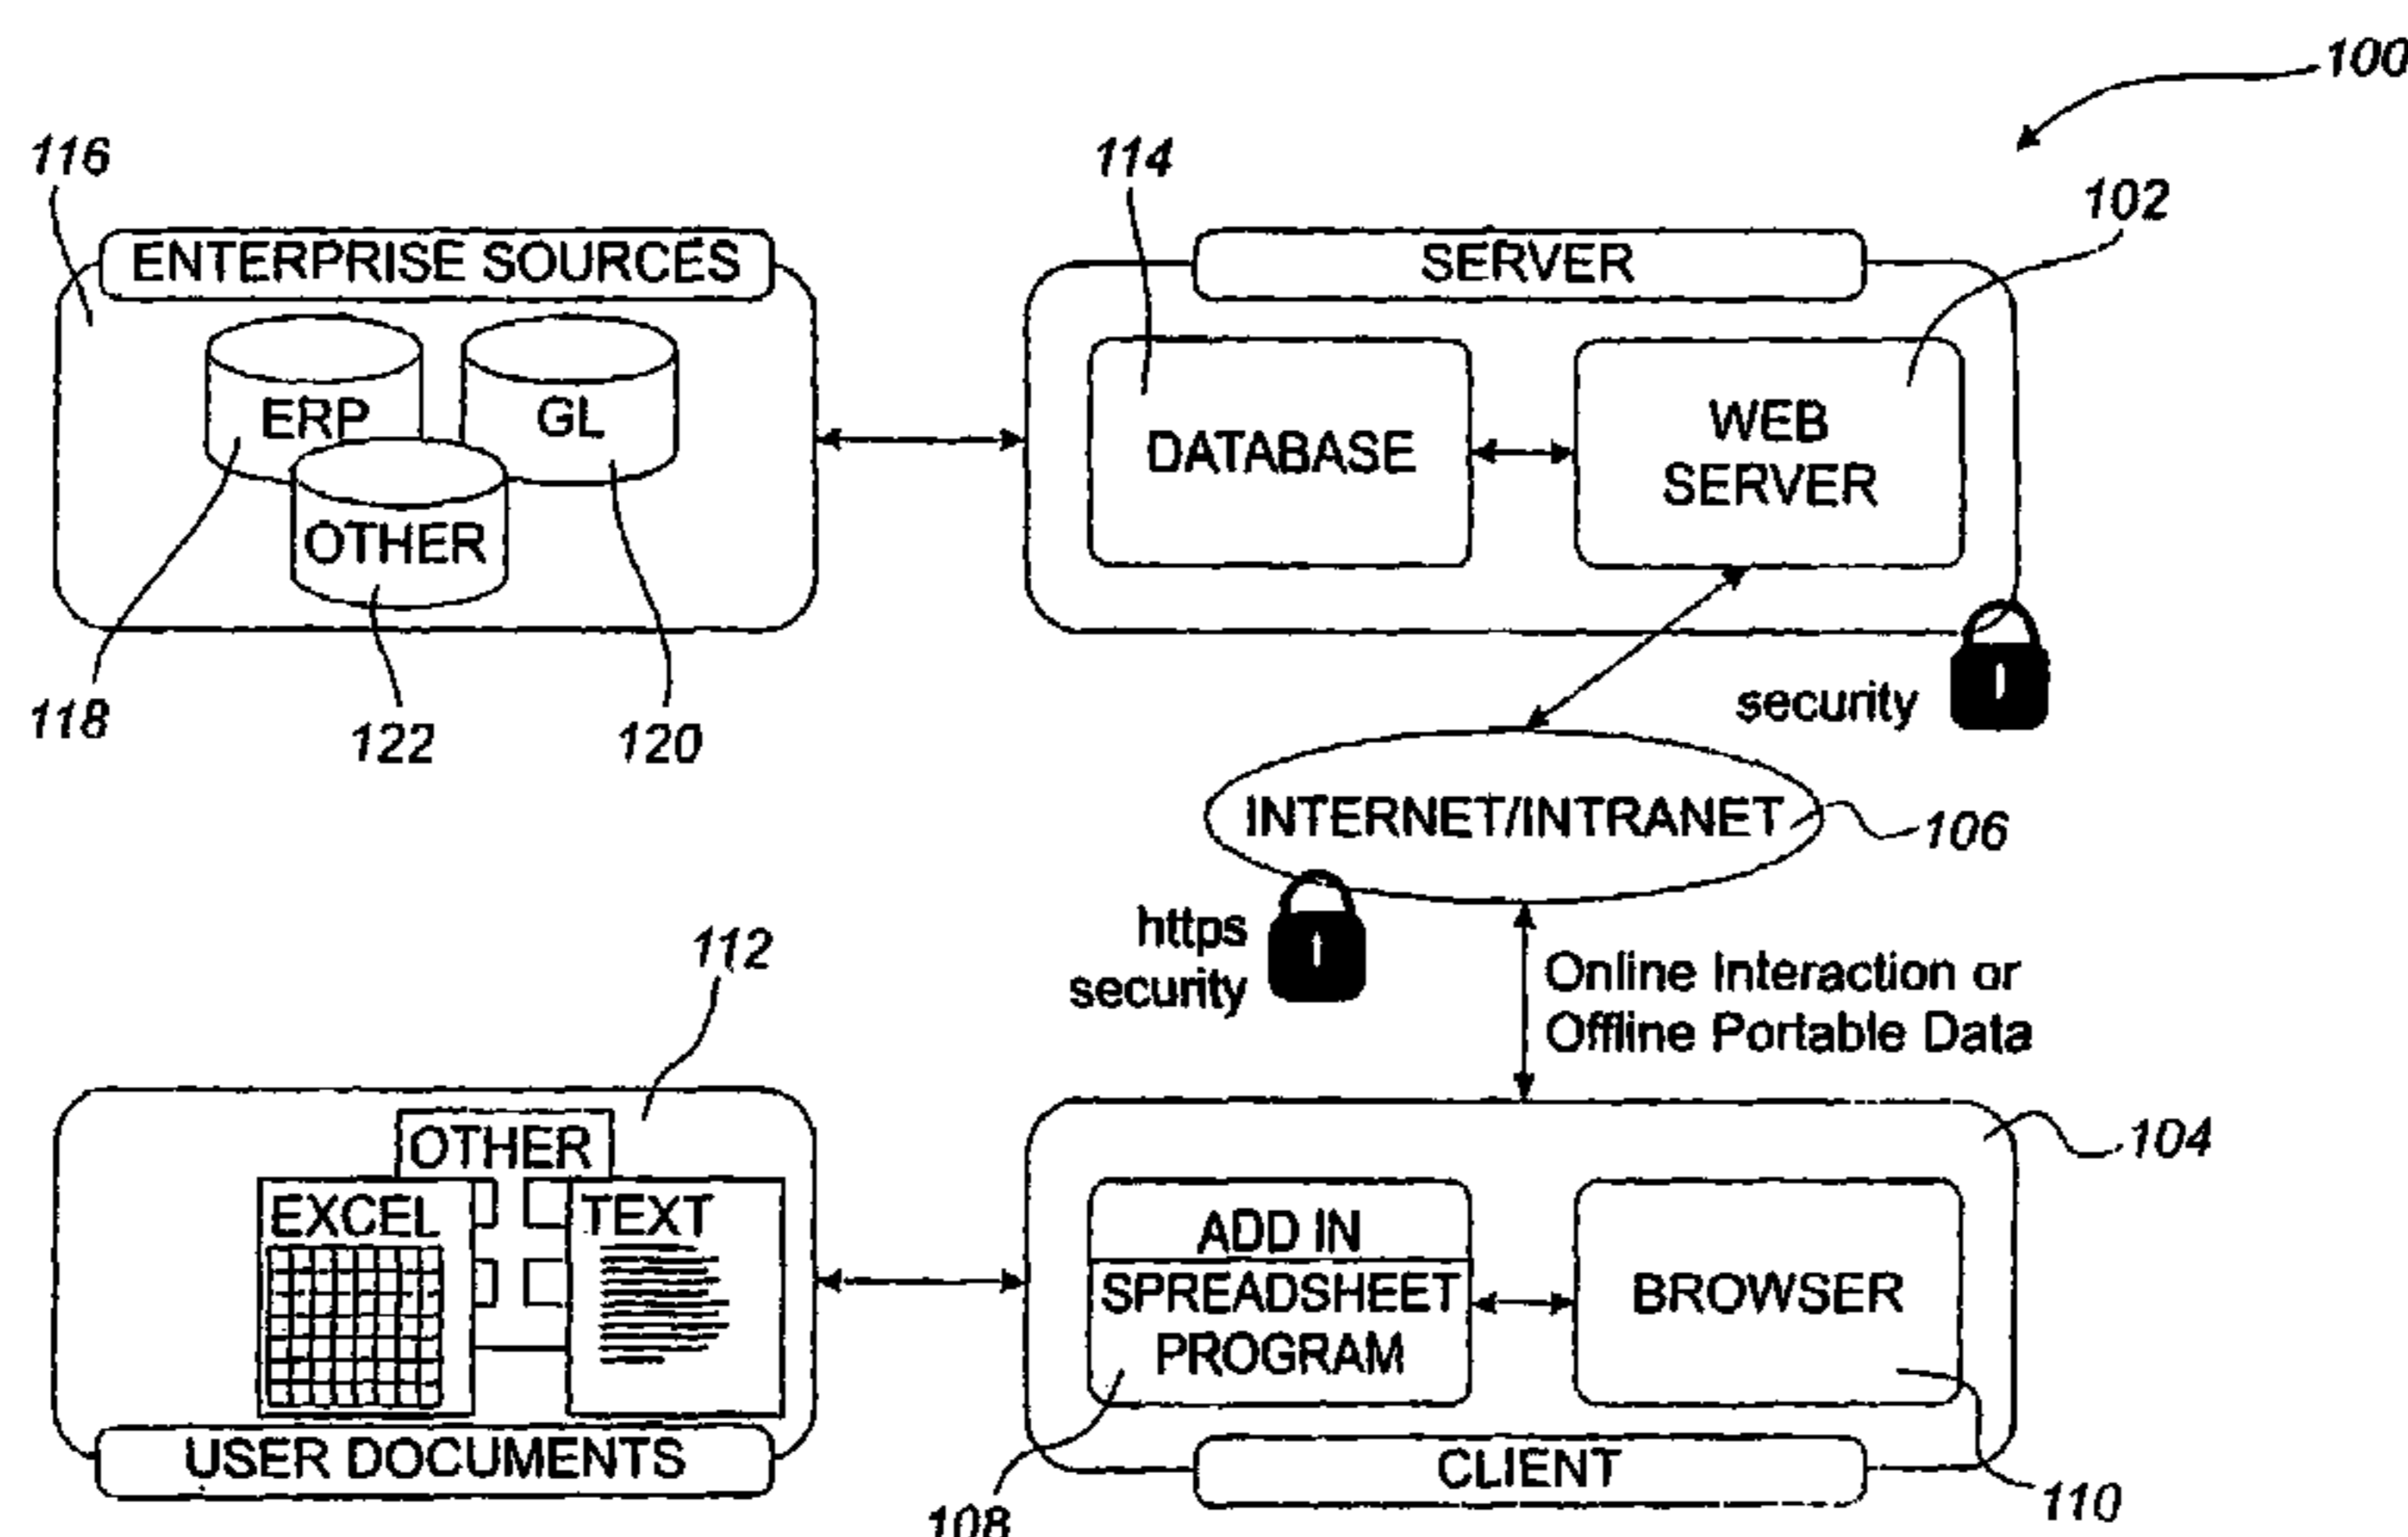 100
116
114
102
ENTERPRISE SOURCES
SERVER
ERP
GL
OTHER
DATABASE
WEB
SERVER
118
122
120
security
INTERNET/INTRANET
106
https
security
Online Interaction or
Offline Portable Data
112
104
OTHER
EXCEL
TEXT
ADD IN
SPREADSHEET
PROGRAM
BROWSER
USER DOCUMENTS
CLIENT
108
110